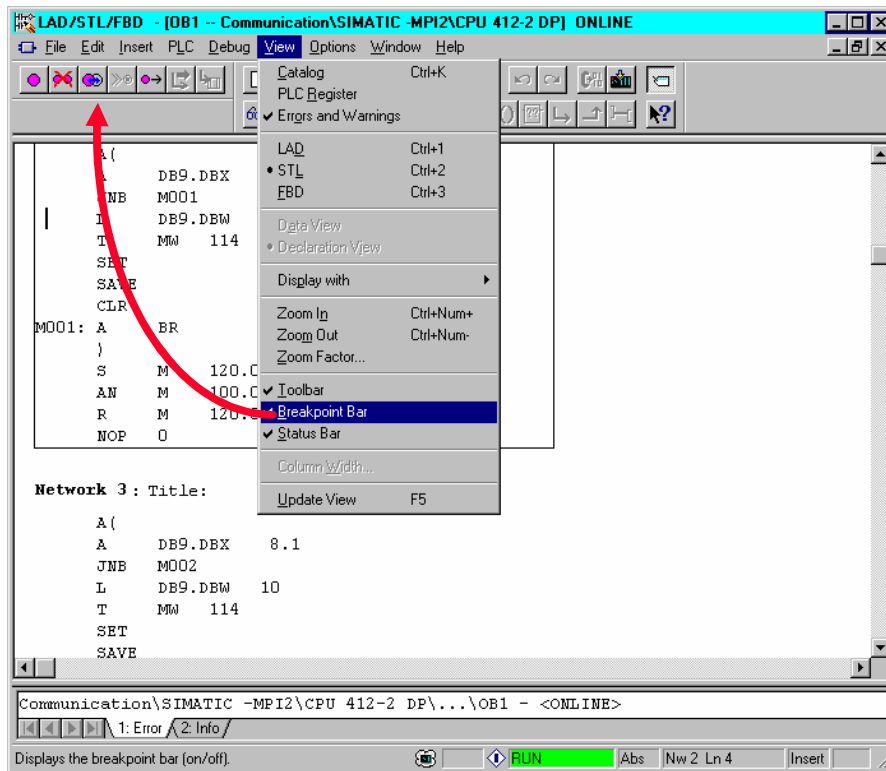 LAD/STL/FBD - [OB1 -- Communication\SIMATIC -MPI2\CPU 412-2 DP] ONLINE
File Edit Insert PLC Debug View Options Window Help
Catalog Ctrl+K
PLC Register
Errors and Warnings
LAD Ctrl+1
STL Ctrl+2
FBD Ctrl+3
Data View
Declaration View
Display with
Zoom In Ctrl+Num+
Zoom Out Ctrl+Num-
Zoom Factor...
Toolbar
Breakpoint Bar
Status Bar
Column Width...
Update View F5
A(
DB9.DBX
JNB M001
DB9.DBW
T MW 114
SET
SAVE
CLR
M001: A BR
)
S M 120.0
AN M 100.0
R M 120.
NOP 0
Network 3 : Title:
A(
A DB9.DBX 8.1
JNB M002
L DB9.DBW 10
T MW 114
SET
SAVE
Communication\SIMATIC -MPI2\CPU 412-2 DP\...\OB1 - <ONLINE>
1: Error 2: Info
Displays the breakpoint bar (on/off). RUN Abs Nw 2 Ln 4 Insert